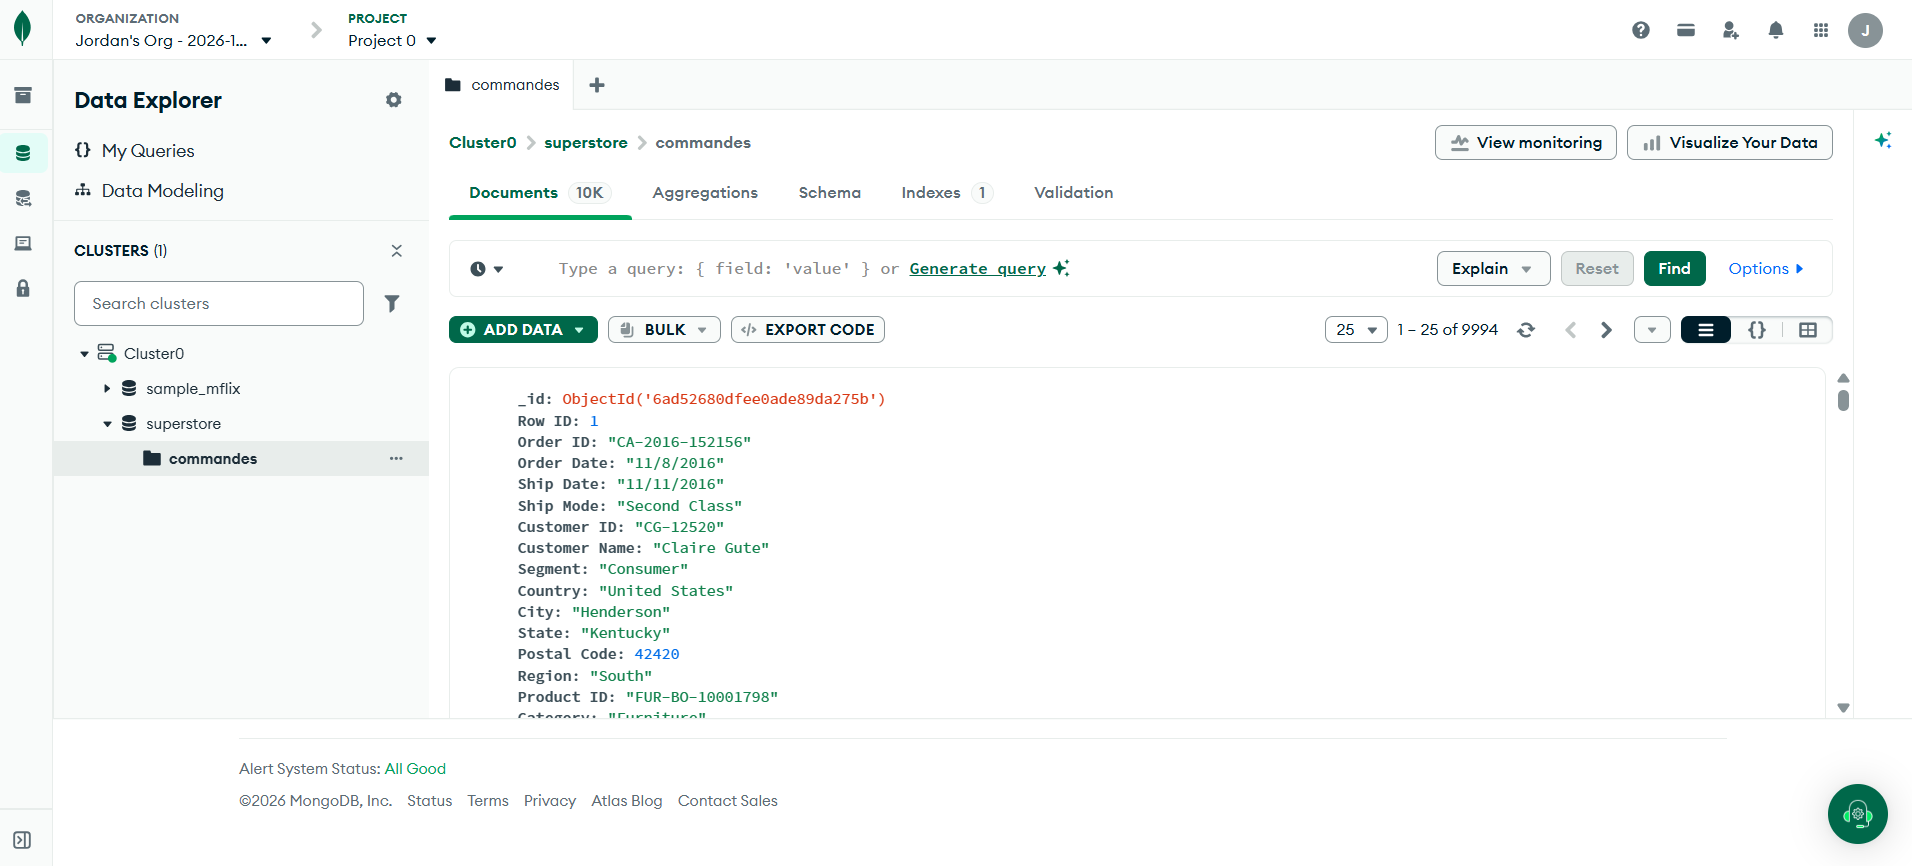 ORGANIZATION
Jordan's Org - 2026-1...
PROJECT
Project 0
J
Data Explorer
My Queries
Data Modeling
CLUSTERS (1)
Search clusters
Cluster0
sample_mflix
superstore
commandes
commandes
Cluster0 superstore commandes
View monitoring
Visualize Your Data
Documents 10K Aggregations Schema Indexes 1 Validation
Type a query: { field: 'value' } or Generate query
Explain
Reset
Find
Options
ADD DATA
BULK
EXPORT CODE
25
1 – 25 of 9994
_id: ObjectId('6ad52680dfee0ade89da275b')
Row ID: 1
Order ID: "CA-2016-152156"
Order Date: "11/8/2016"
Ship Date: "11/11/2016"
Ship Mode: "Second Class"
Customer ID: "CG-12520"
Customer Name: "Claire Gute"
Segment: "Consumer"
Country: "United States"
City: "Henderson"
State: "Kentucky"
Postal Code: 42420
Region: "South"
Product ID: "FUR-BO-10001798"
Category: "Furniture"
Alert System Status: All Good
©2026 MongoDB, Inc. Status Terms Privacy Atlas Blog Contact Sales